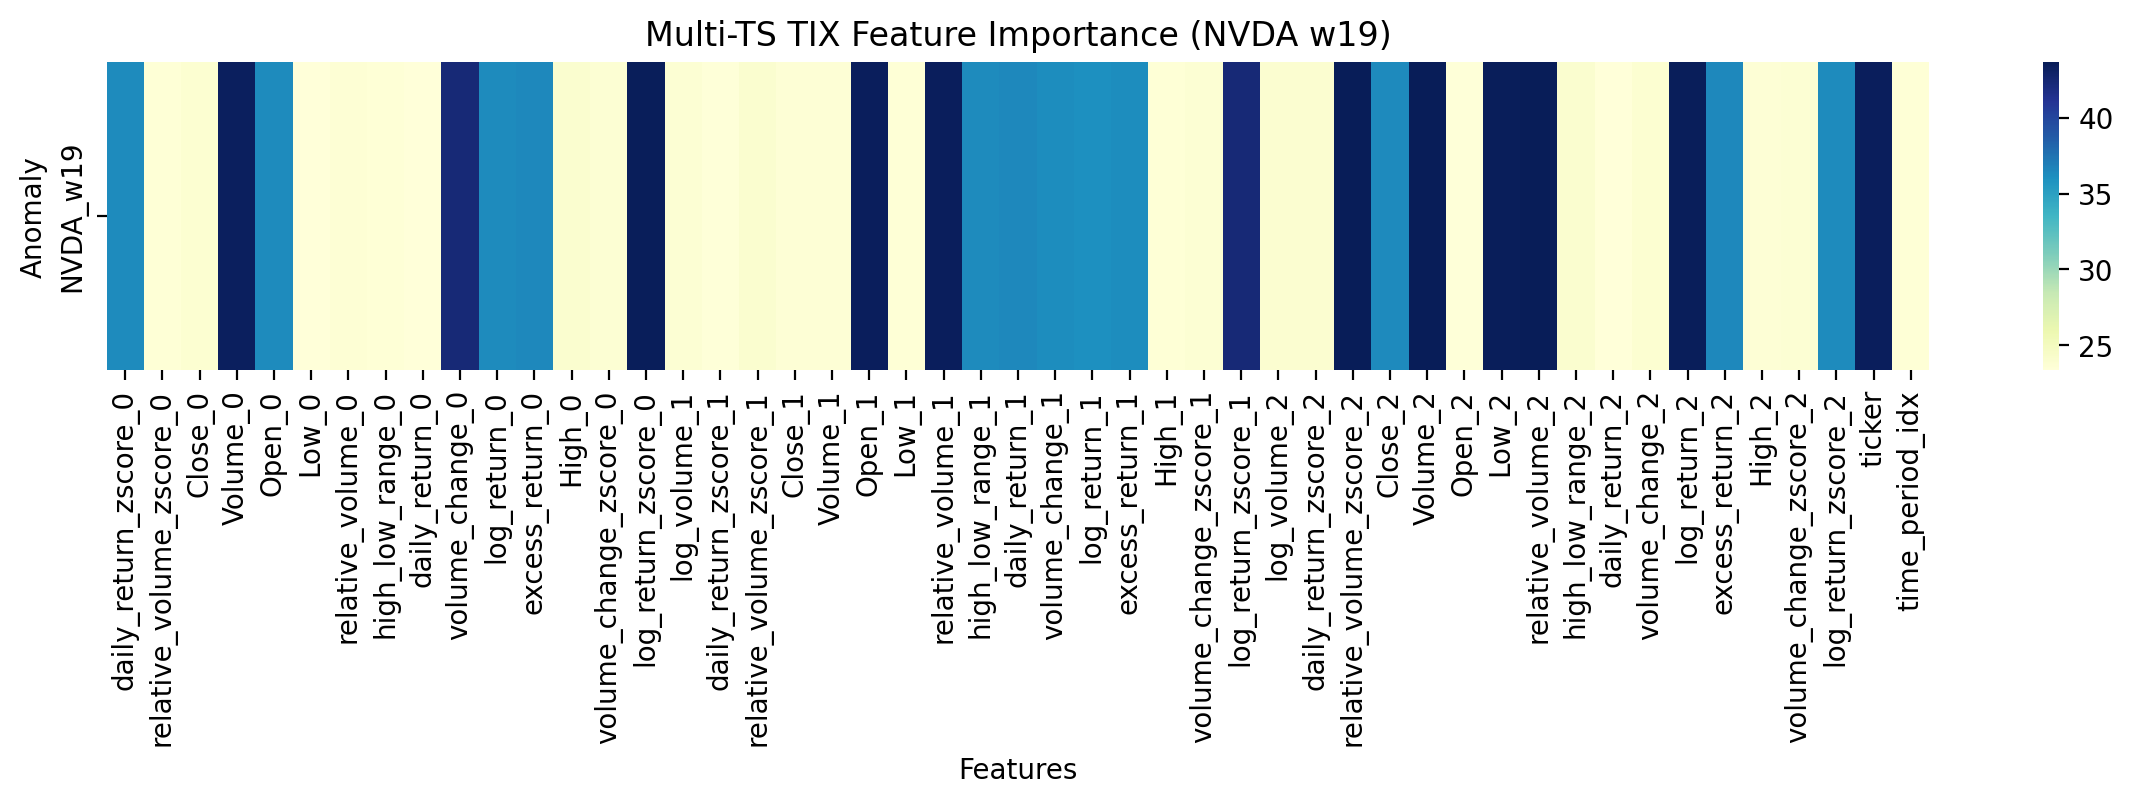 Multi-TS TIX Feature Importance (NVDA w19)
Anomaly
NVDA_w19
40
35
30
25
daily_return_zscore_0
relative_volume_zscore_0
Close_0
Volume_0
Open_0
Low_0
relative_volume_0
high_low_range_0
daily_return_0
volume_change_0
log_return_0
excess_return_0
High_0
volume_change_zscore_0
log_return_zscore_0
log_volume_1
daily_return_zscore_1
relative_volume_zscore_1
Close_1
Volume_1
Open_1
Low_1
relative_volume_1
high_low_range_1
daily_return_1
volume_change_1
log_return_1
excess_return_1
High_1
volume_change_zscore_1
log_return_zscore_1
log_volume_2
daily_return_zscore_2
relative_volume_zscore_2
Close_2
Volume_2
Open_2
Low_2
relative_volume_2
high_low_range_2
daily_return_2
volume_change_2
log_return_2
excess_return_2
High_2
volume_change_zscore_2
log_return_zscore_2
ticker
time_period_idx
Features